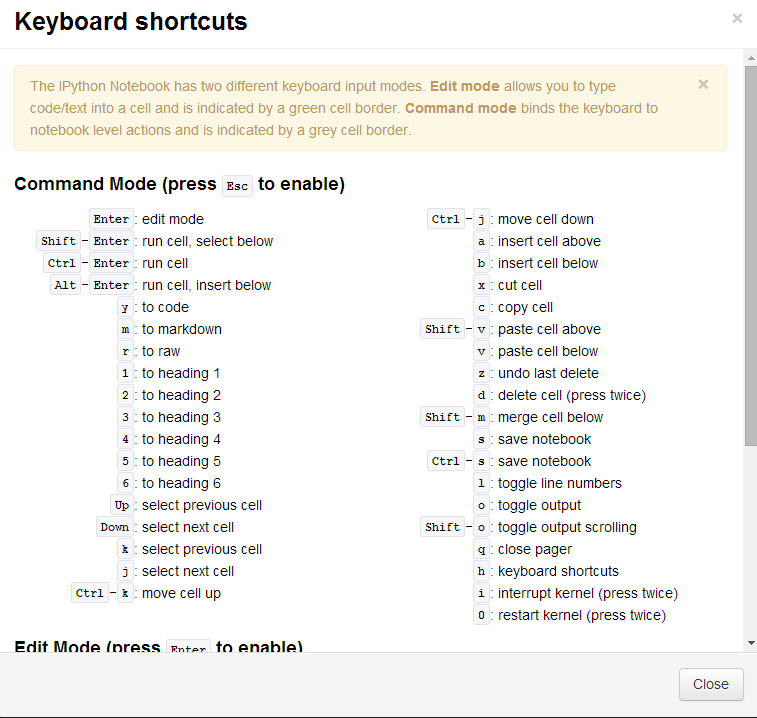 Keyboard shortcuts
×
The IPython Notebook has two different keyboard input modes. Edit mode allows you to type
×
code/text into a cell and is indicated by a green cell border. Command mode binds the keyboard to
notebook level actions and is indicated by a grey cell border.
Command Mode (press Esc to enable)
Enter : edit mode
Shift – Enter : run cell, select below
Ctrl – Enter : run cell
Alt – Enter : run cell, insert below
y : to code
m : to markdown
r : to raw
1 : to heading 1
2 : to heading 2
3 : to heading 3
4 : to heading 4
5 : to heading 5
6 : to heading 6
Up : select previous cell
Down : select next cell
k : select previous cell
j : select next cell
Ctrl – k : move cell up
Ctrl – j : move cell down
a : insert cell above
b : insert cell below
x : cut cell
c : copy cell
Shift – v : paste cell above
v : paste cell below
z : undo last delete
d : delete cell (press twice)
Shift – m : merge cell below
s : save notebook
Ctrl – s : save notebook
l : toggle line numbers
o : toggle output
Shift – o : toggle output scrolling
q : close pager
h : keyboard shortcuts
i : interrupt kernel (press twice)
0 : restart kernel (press twice)
Edit Mode (press Enter to enable)
Close